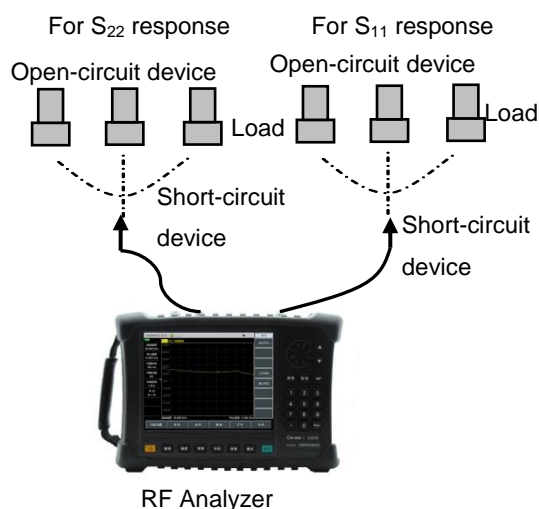 For S₂₂ response
For S₁₁ response
Open-circuit device
Open-circuit device
Load
Load
Short-circuit
device
Short-circuit
device
RF Analyzer